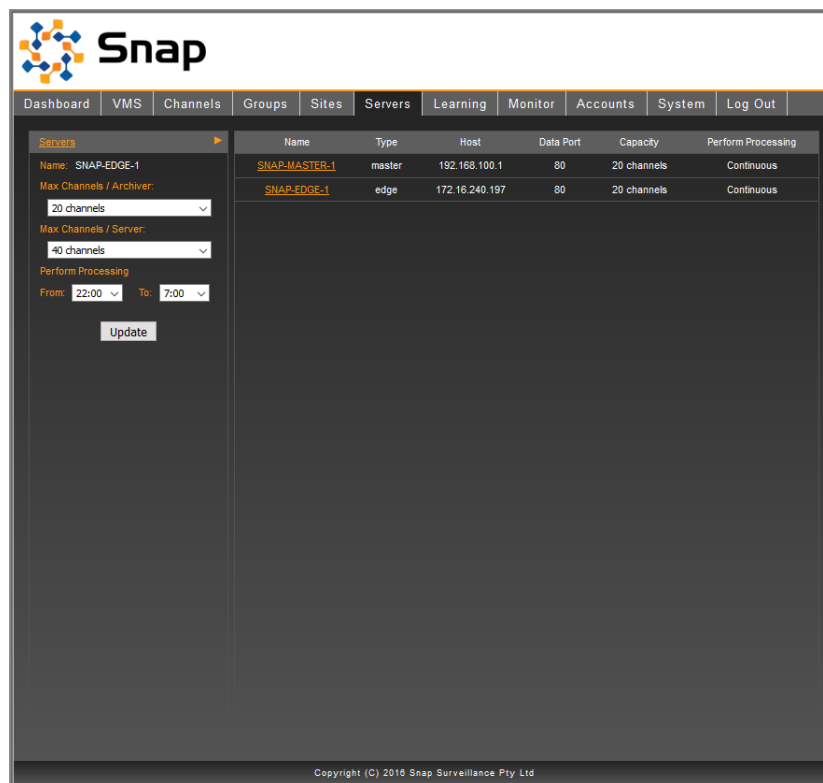 Snap
Dashboard VMS Channels Groups Sites Servers Learning Monitor Accounts System Log Out
Servers
Name: SNAP-EDGE-1
Max Channels / Archiver:
20 channels
Max Channels / Server:
40 channels
Perform Processing
From: 22:00 To: 7:00
Update
Name Type Host Data Port Capacity Perform Processing
SNAP-MASTER-1 master 192.168.100.1 80 20 channels Continuous
SNAP-EDGE-1 edge 172.16.240.197 80 20 channels Continuous
Copyright (C) 2016 Snap Surveillance Pty Ltd